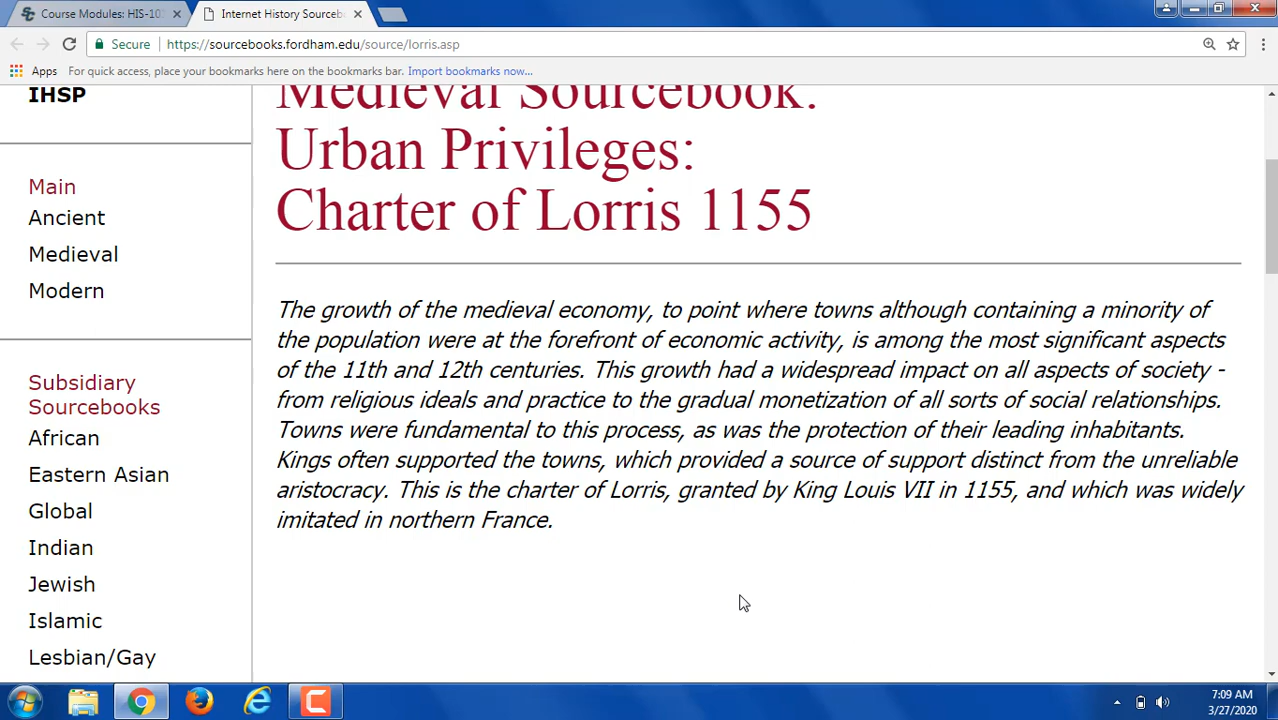 Course Modules: HIS-10
Internet History Sourceb
Secure
https://sourcebooks.fordham.edu/source/lorris.asp
Apps
For quick access, place your bookmarks here on the bookmarks bar. Import bookmarks now...
IHSP
Main
Ancient
Medieval
Modern
Subsidiary
Sourcebooks
African
Eastern Asian
Global
Indian
Jewish
Islamic
Lesbian/Gay
Medieval Sourcebook:
Urban Privileges:
Charter of Lorris 1155
The growth of the medieval economy, to point where towns although containing a minority of
the population were at the forefront of economic activity, is among the most significant aspects
of the 11th and 12th centuries. This growth had a widespread impact on all aspects of society -
from religious ideals and practice to the gradual monetization of all sorts of social relationships.
Towns were fundamental to this process, as was the protection of their leading inhabitants.
Kings often supported the towns, which provided a source of support distinct from the unreliable
aristocracy. This is the charter of Lorris, granted by King Louis VII in 1155, and which was widely
imitated in northern France.
7:09 AM
3/27/2020